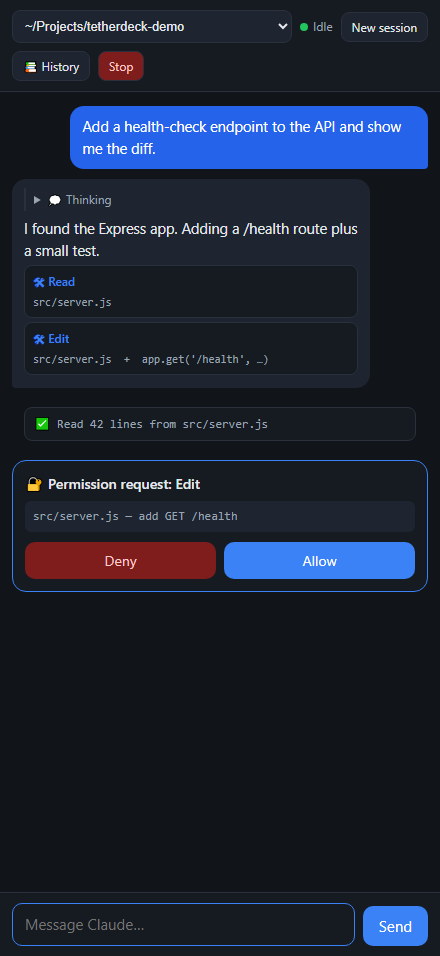 ~/Projects/tetherdeck-demo
Idle
New session
History
Stop
Add a health-check endpoint to the API and show
me the diff.
Thinking
I found the Express app. Adding a /health route plus
a small test.
Read
src/server.js
Edit
src/server.js + app.get('/health', …)
Read 42 lines from src/server.js
Permission request: Edit
src/server.js — add GET /health
Deny
Allow
Message Claude…
Send